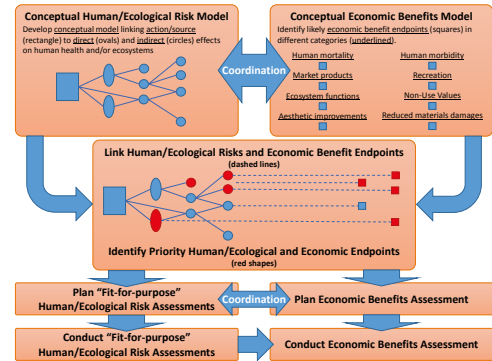 Conceptual Human/Ecological Risk Model
Develop conceptual model linking action/source
(rectangle) to direct (ovals) and indirect (circles) effects
on human health and/or ecosystems
Coordination
Conceptual Economic Benefits Model
Identify likely economic benefit endpoints (squares) in
different categories (underlined).
Human mortality
Human morbidity
Market products
Recreation
Ecosystem functions
Non-Use Values
Aesthetic improvements
Reduced materials damages
Link Human/Ecological Risks and Economic Benefit Endpoints
(dashed lines)
Identify Priority Human/Ecological and Economic Endpoints
(red shapes)
Plan “Fit-for-purpose”
Human/Ecological Risk Assessments
Coordination
Plan Economic Benefits Assessment
Conduct “Fit-for-purpose”
Human/Ecological Risk Assessments
Conduct Economic Benefits Assessment